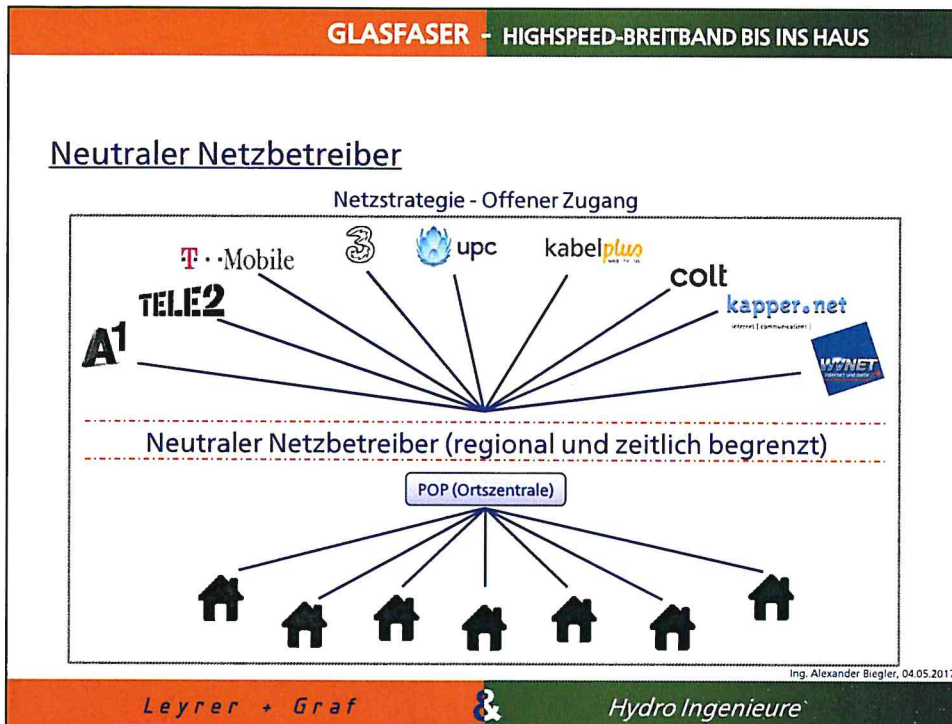 GLASFASER - HIGHSPEED-BREITBAND BIS INS HAUS
Neutraler Netzbetreiber
Netzstrategie - Offener Zugang
T··Mobile
3
upc
kabelplus
colt
TELE2
kapper.net
internet | communication |
A1
WVNET
Neutraler Netzbetreiber (regional und zeitlich begrenzt)
POP (Ortszentrale)
Ing. Alexander Biegler, 04.05.2017
Leyrer + Graf & Hydro Ingenieure